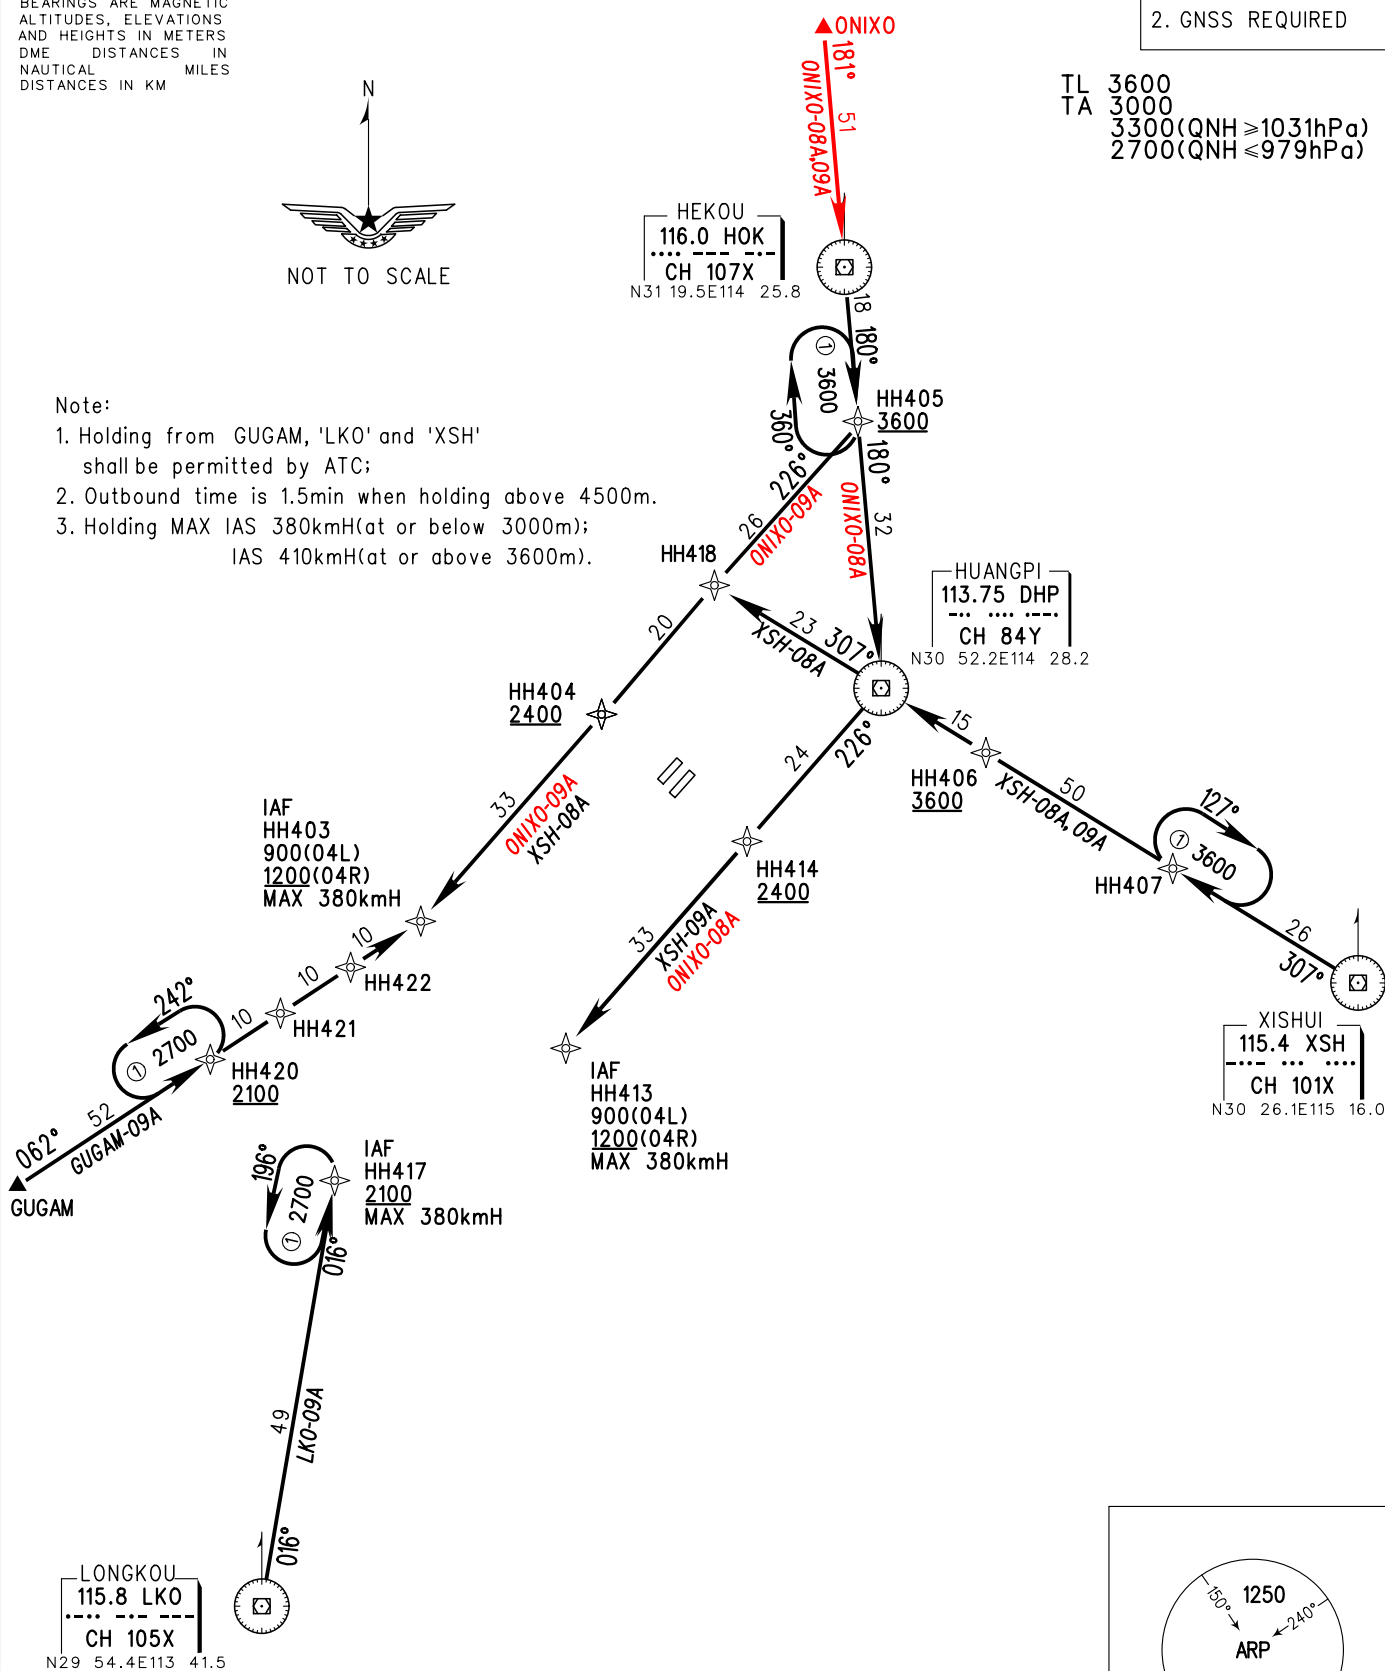 BEARINGS ARE MAGNETIC
ALTITUDES, ELEVATIONS
AND HEIGHTS IN METERS
DME DISTANCES IN
NAUTICAL MILES
DISTANCES IN KM
N
NOT TO SCALE
2. GNSS REQUIRED
TL 3600
TA 3000
3300(QNH ≥1031hPa)
2700(QNH ≤979hPa)
ONIXO
181°
51
ONIXO-08A,09A
HEKOU
116.0 HOK
CH 107X
N31 19.5E114 25.8
18
180°
① 3600
360°
HH405
3600
180°
32
ONIXO-08A
226°
26
ONIXO-09A
Note:
1. Holding from GUGAM, 'LKO' and 'XSH'
shall be permitted by ATC;
2. Outbound time is 1.5min when holding above 4500m.
3. Holding MAX IAS 380kmH(at or below 3000m);
IAS 410kmH(at or above 3600m).
HH418
HUANGPI
113.75 DHP
CH 84Y
N30 52.2E114 28.2
23 307°
XSH-08A
20
HH404
2400
226°
24
15
HH406
3600
50
XSH-08A, 09A
127°
① 3600
HH407
26
307°
XISHUI
115.4 XSH
CH 101X
N30 26.1E115 16.0
33
ONIXO-09A
XSH-08A
IAF
HH403
900(04L)
1200(04R)
MAX 380kmH
HH414
2400
33
XSH-09A
ONIXO-08A
10
HH422
10
HH421
10
242°
① 2700
HH420
2100
52
062°
GUGAM-09A
GUGAM
IAF
HH413
900(04L)
1200(04R)
MAX 380kmH
IAF
HH417
2100
MAX 380kmH
196°
① 2700
016°
49
LKO-09A
016°
LONGKOU
115.8 LKO
CH 105X
N29 54.4E113 41.5
1250
150°
240°
ARP